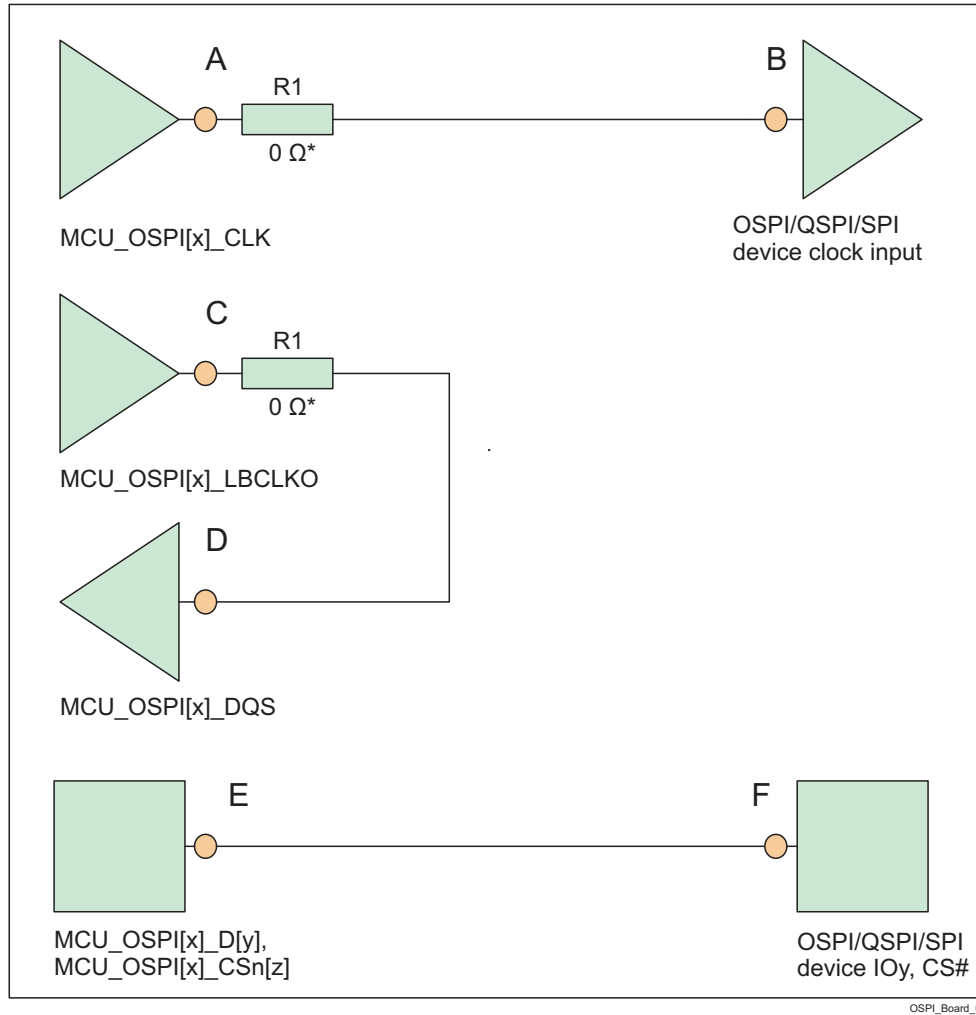 A
B
R1
0 Ω*
MCU_OSPI[x]_CLK
OSPI/QSPI/SPI
device clock input
C
R1
0 Ω*
MCU_OSPI[x]_LBCLKO
D
MCU_OSPI[x]_DQS
E
F
MCU_OSPI[x]_D[y],
MCU_OSPI[x]_CSn[z]
OSPI/QSPI/SPI
device IOy, CS#